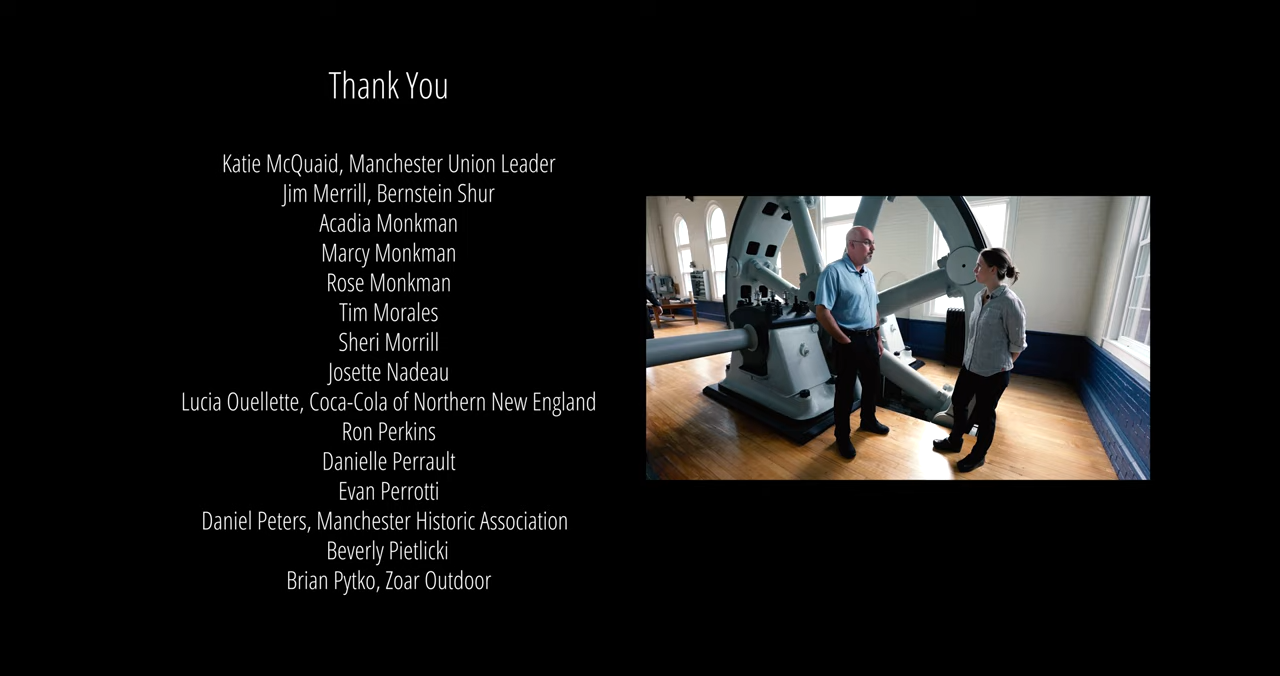 Thank You
Katie McQuaid, Manchester Union Leader
Jim Merrill, Bernstein Shur
Acadia Monkman
Marcy Monkman
Rose Monkman
Tim Morales
Sheri Morrill
Josette Nadeau
Lucia Ouellette, Coca-Cola of Northern New England
Ron Perkins
Danielle Perrault
Evan Perrotti
Daniel Peters, Manchester Historic Association
Beverly Pietlicki
Brian Pytko, Zoar Outdoor